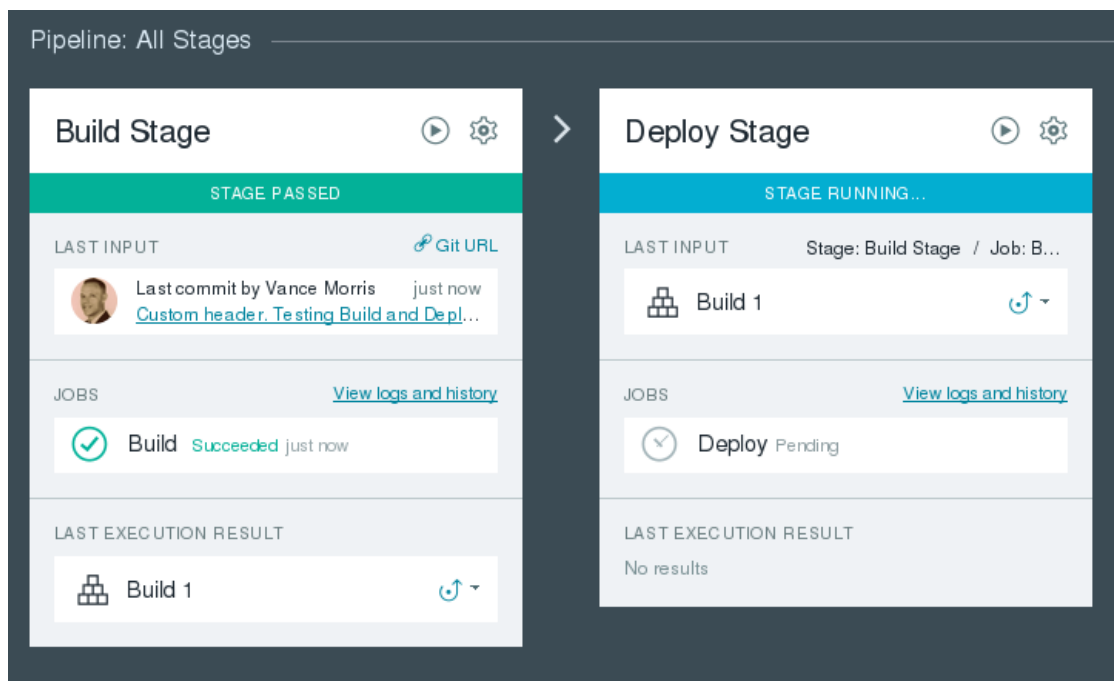 Pipeline: All Stages
Build Stage
STAGE PASSED
LAST INPUT
Git URL
Last commit by Vance Morris
just now
Custom header. Testing Build and Depl...
JOBS
View logs and history
Build Succeeded just now
LAST EXECUTION RESULT
Build 1
Deploy Stage
STAGE RUNNING...
LAST INPUT
Stage: Build Stage / Job: B...
Build 1
JOBS
View logs and history
Deploy Pending
LAST EXECUTION RESULT
No results